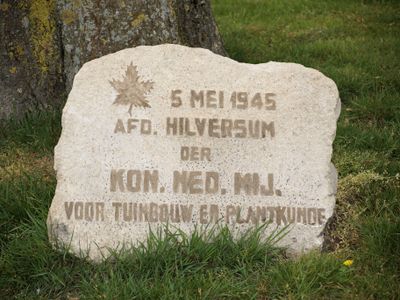 5 MEI 1945
AFD. HILVERSUM
DER
KON. NED. MIJ.
VOOR TUINBOUW EN PLANTKUNDE